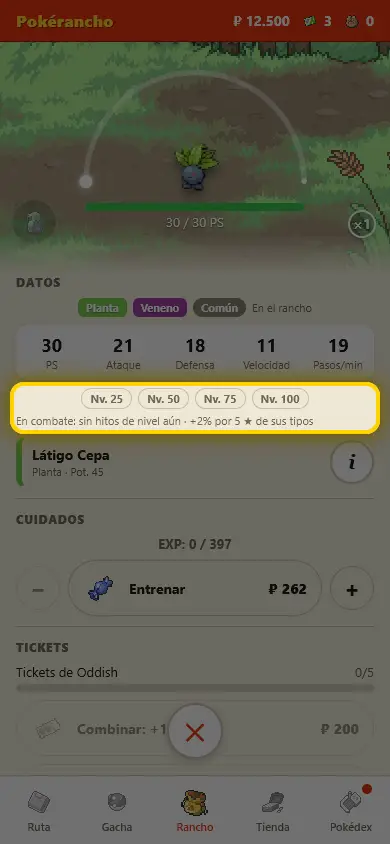 Pokérancho
₽ 12.500 3 0
30 / 30 PS
×1
DATOS
Planta Veneno Común En el rancho
30 21 18 11 19
PS Ataque Defensa Velocidad Pasos/min
Nv. 25 Nv. 50 Nv. 75 Nv. 100
En combate: sin hitos de nivel aún · +2% por 5 ★ de sus tipos
Látigo Cepa
Planta · Pot. 45
i
CUIDADOS
EXP: 0 / 397
− Entrenar ₽ 262 +
TICKETS
Tickets de Oddish 0/5
Combinar: +1 ₽ 200
Ruta Gacha Rancho Tienda Pokédex